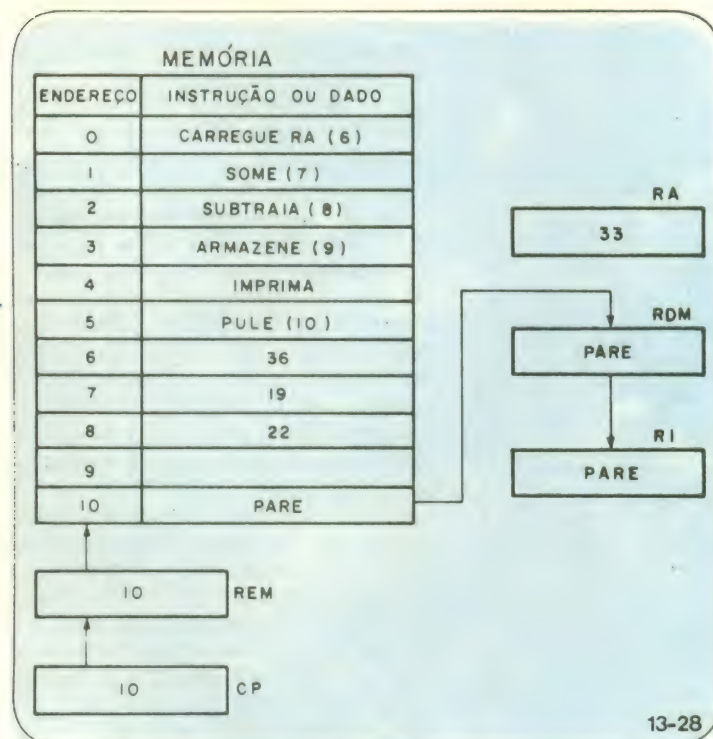 MEMÓRIA
ENDEREÇO INSTRUÇÃO OU DADO
0 CARREGUE RA (6)
1 SOME (7)
2 SUBTRAIA (8)
3 ARMAZENE (9)
4 IMPRIMA
5 PULE (10)
6 36
7 19
8 22
9
10 PARE
RA
33
RDM
PARE
RI
PARE
10 REM
10 CP
13-28